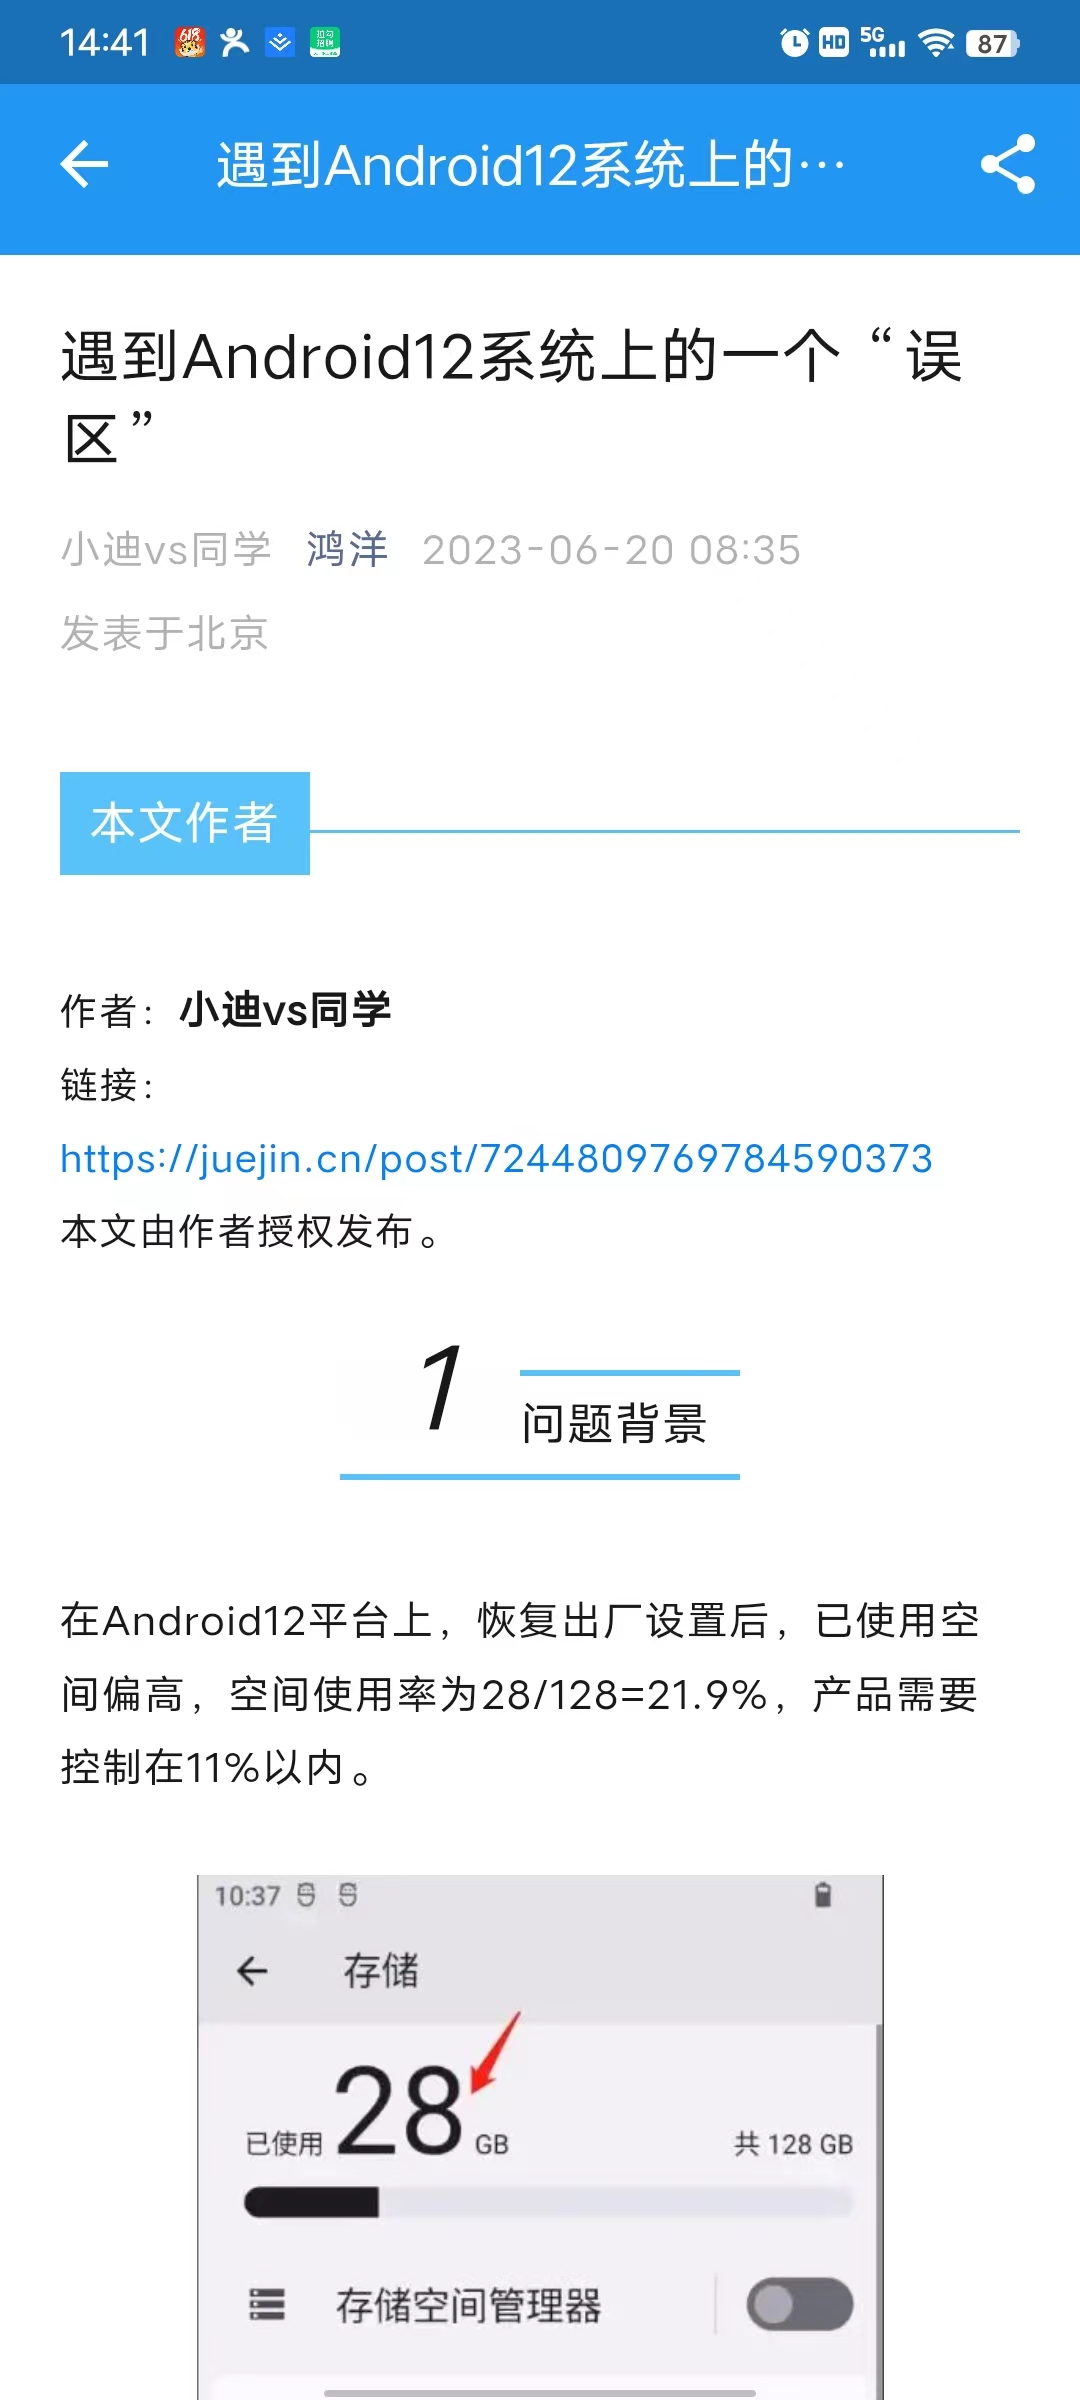 14:41 618 拉勾招聘 HD 5G 87
遇到Android12系统上的···
遇到Android12系统上的一个“误
区”
小迪vs同学 鸿洋 2023-06-20 08:35
发表于北京
本文作者
作者：小迪vs同学
链接：
https://juejin.cn/post/7244809769784590373
本文由作者授权发布。
1 问题背景
在Android12平台上，恢复出厂设置后，已使用空
间偏高，空间使用率为28/128=21.9%，产品需要
控制在11%以内。
10:37
存储
已使用 28 GB 共 128 GB
存储空间管理器